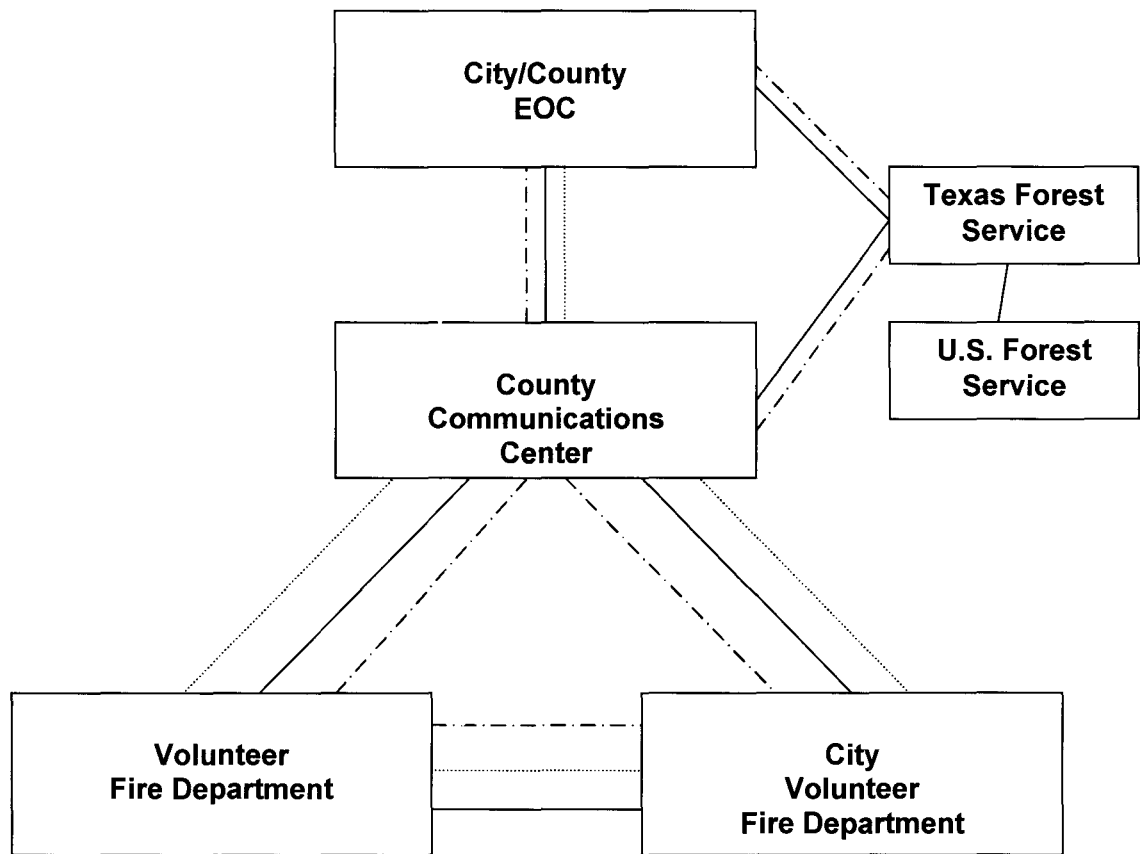 City/County
EOC
Texas Forest
Service
U.S. Forest
Service
County
Communications
Center
Volunteer
Fire Department
City
Volunteer
Fire Department